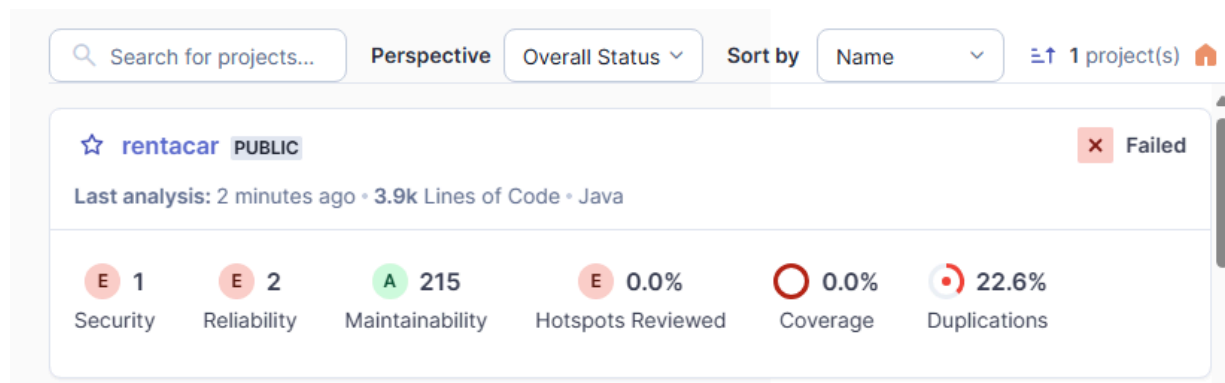 Search for projects... Perspective Overall Status Sort by Name 1 project(s)
rentacar PUBLIC Failed
Last analysis: 2 minutes ago • 3.9k Lines of Code • Java
E 1 E 2 A 215 E 0.0% 0.0% 22.6%
Security Reliability Maintainability Hotspots Reviewed Coverage Duplications